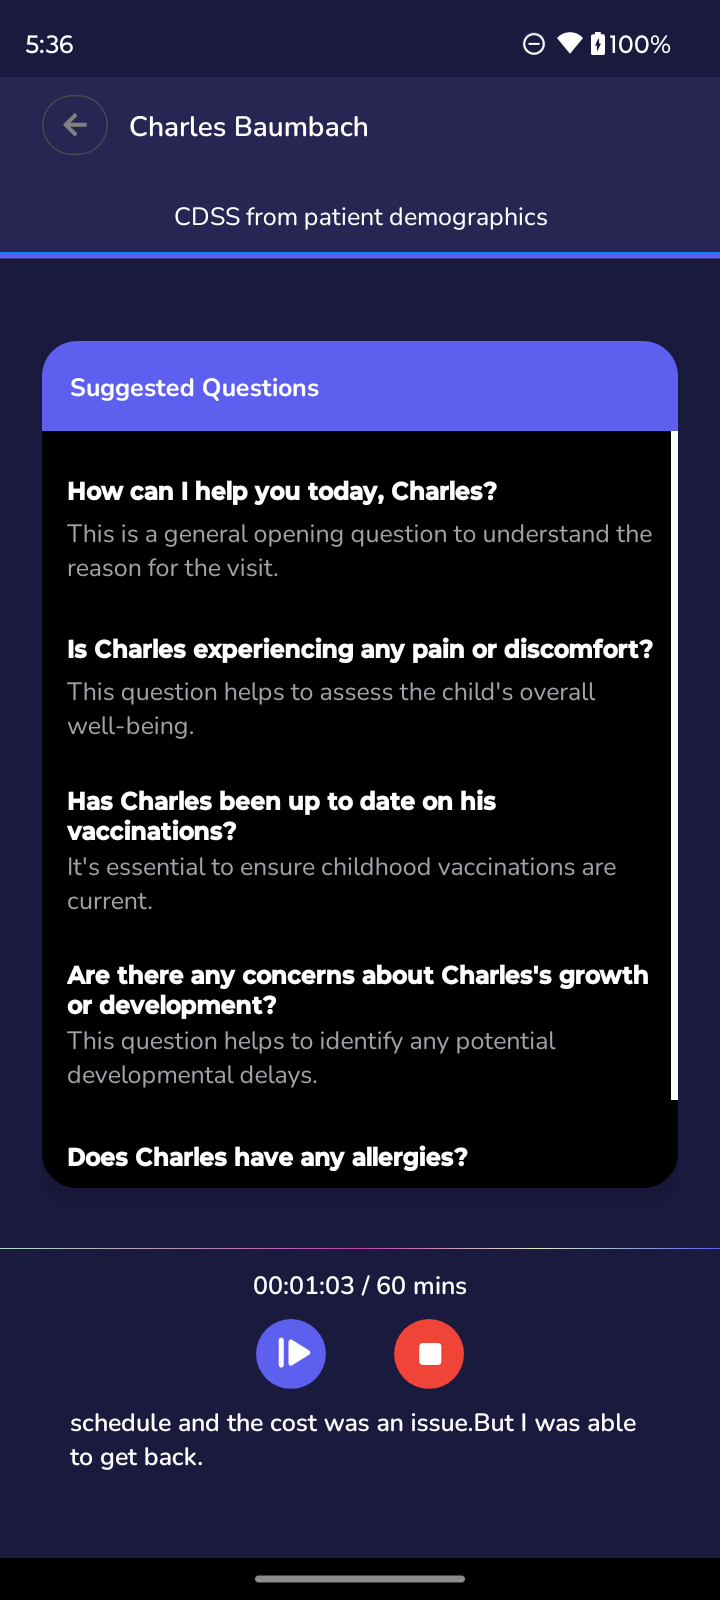 5:36
100%
Charles Baumbach
CDSS from patient demographics
Suggested Questions
How can I help you today, Charles?
This is a general opening question to understand the
reason for the visit.
Is Charles experiencing any pain or discomfort?
This question helps to assess the child's overall
well-being.
Has Charles been up to date on his
vaccinations?
It's essential to ensure childhood vaccinations are
current.
Are there any concerns about Charles's growth
or development?
This question helps to identify any potential
developmental delays.
Does Charles have any allergies?
00:01:03 / 60 mins
schedule and the cost was an issue.But I was able
to get back.